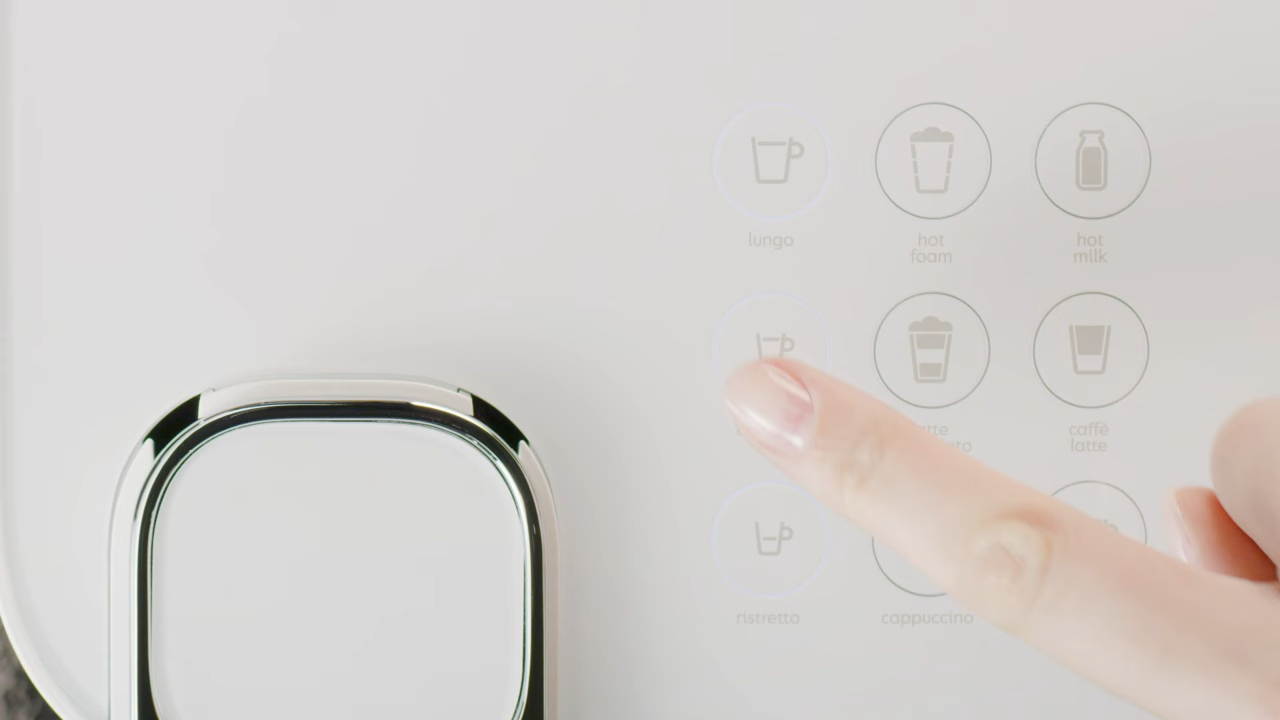 lungo
hot
foam
hot
milk
caffè
latte
ristretto
cappuccino